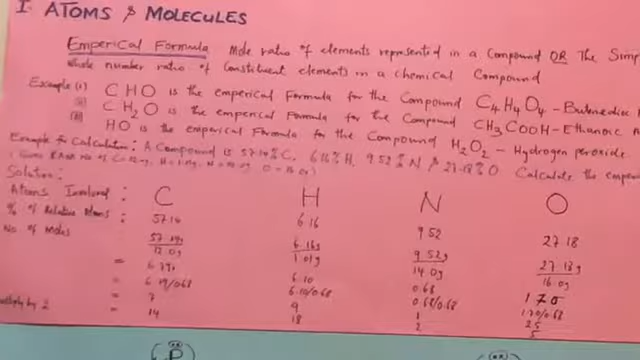 I ATOMS & MOLECULES
Emperical Formula Mole ratio of elements represented in a Compound OR The Simp
whole number ratio of Constituent elements in a chemical Compound
Example (i) CHO is the emperical Formula for the Compound C4H4O4 - Butenedioc
(ii) CH2O is the emperical Formula for the Compound CH3COOH - Ethanoic A
(iii) HO is the emperical Formula for the Compound H2O2 - Hydrogen peroxide
Example for Calculation: A Compound is 57.14% C, 6.16% H, 9.52% N & 27.18% O Calculate the emper
Solution:
Atoms Involved : C H N O
% of Relative Atoms : 57.14 6.16 9.52 27.18
No of Moles 57.14g/12.0g 6.16g/1.01g 9.52g/14.0g 27.18g/16.0g
= 6.10 0.68 1.70
= /0.68 6.10/0.68 0.68/0.68 1.70/0.68
= 7 9 1 2.5
multiply by 2 = 14 18 2 5
P